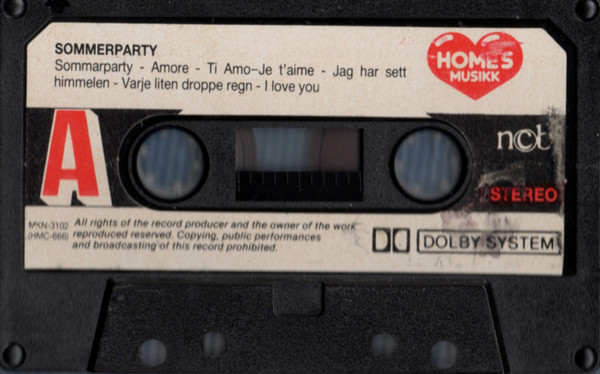 SOMMERPARTY
Sommarparty - Amore - Ti Amo-Je t'aime - Jag har sett
himmelen - Varje liten droppe regn - I love you
HOME'S
MUSIKK
A
ncb
STEREO
MKN-3102
(HMC-666)
All rights of the record producer and the owner of the work
reproduced reserved. Copying, public performances
and broadcasting of this record prohibited.
DOLBY SYSTEM